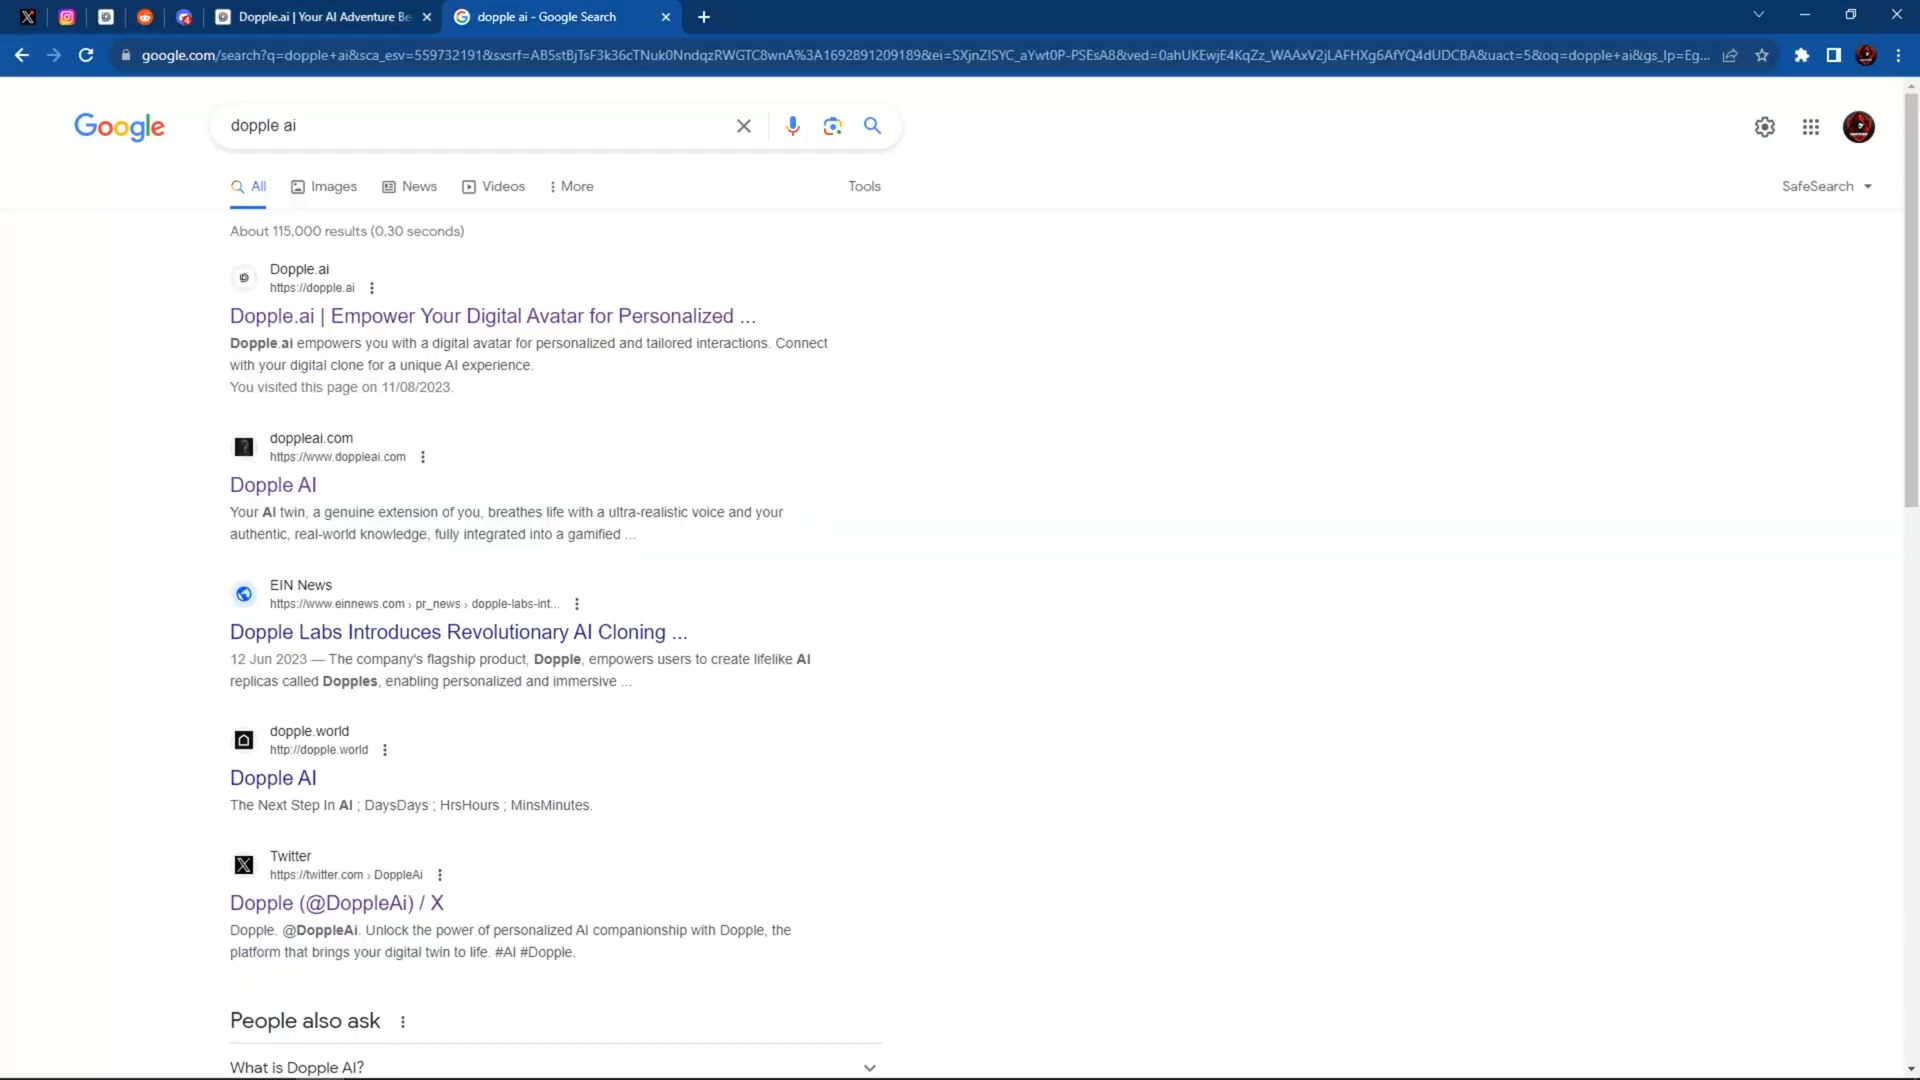 Dopple.ai | Your AI Adventure Be
dopple ai - Google Search
google.com/search?q=dopple+ai&sca_esv=559732191&sxsrf=AB5stBjTsF3k36cTNuk0NndqzRWGTC8wnA%3A1692891209189&ei=SXjnZISYC_aYwt0P-PSEsA8&ved=0ahUKEwjE4KqZz_WAAxV2jLAFHXg6AfYQ4dUDCBA&uact=5&oq=dopple+ai&gs_lp=Eg...
Google
dopple ai
All
Images
News
Videos
More
Tools
SafeSearch
About 115,000 results (0.30 seconds)
Dopple.ai
https://dopple.ai
Dopple.ai | Empower Your Digital Avatar for Personalized ...
Dopple.ai empowers you with a digital avatar for personalized and tailored interactions. Connect
with your digital clone for a unique AI experience.
You visited this page on 11/08/2023.
doppleai.com
https://www.doppleai.com
Dopple AI
Your AI twin, a genuine extension of you, breathes life with a ultra-realistic voice and your
authentic, real-world knowledge, fully integrated into a gamified ...
EIN News
https://www.einnews.com › pr_news › dopple-labs-int...
Dopple Labs Introduces Revolutionary AI Cloning ...
12 Jun 2023 — The company's flagship product, Dopple, empowers users to create lifelike AI
replicas called Dopples, enabling personalized and immersive ...
dopple.world
http://dopple.world
Dopple AI
The Next Step In AI ; DaysDays ; HrsHours ; MinsMinutes.
Twitter
https://twitter.com › DoppleAi
Dopple (@DoppleAi) / X
Dopple. @DoppleAi. Unlock the power of personalized AI companionship with Dopple, the
platform that brings your digital twin to life. #AI #Dopple.
People also ask
What is Dopple AI?